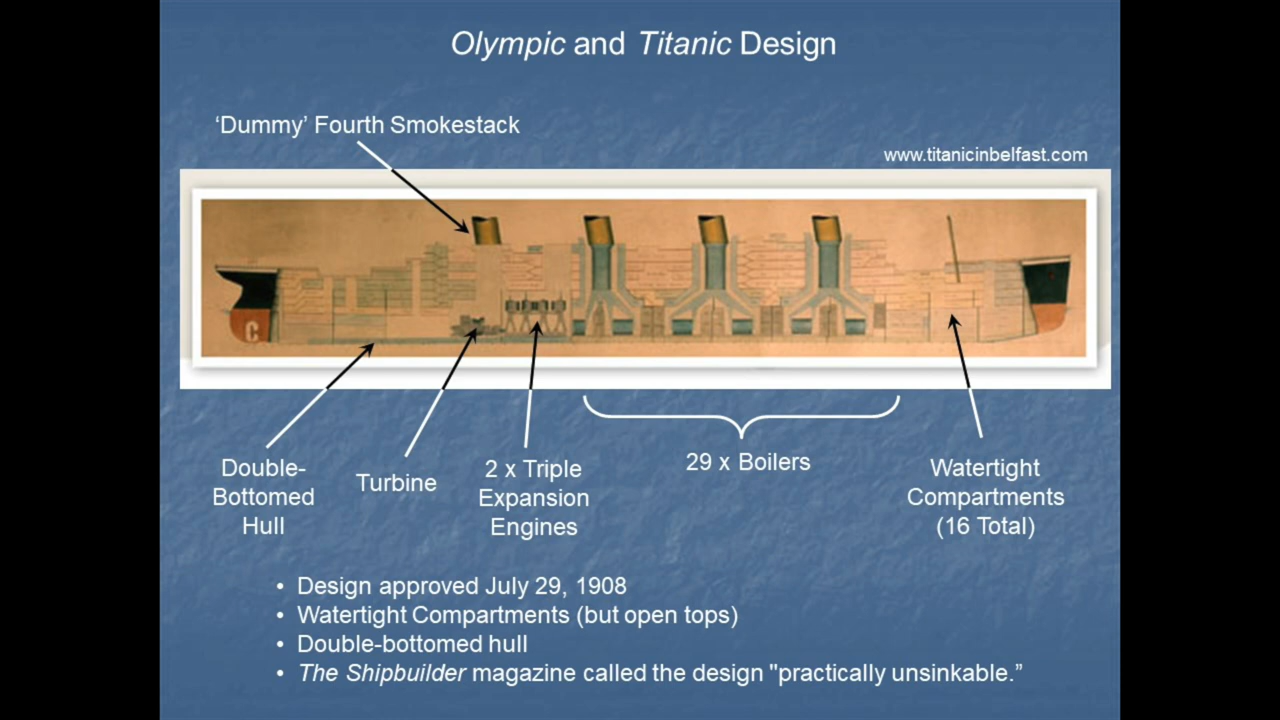 Olympic and Titanic Design
‘Dummy’ Fourth Smokestack
www.titanicinbelfast.com
C
Double-
Bottomed
Hull
Turbine
2 x Triple
Expansion
Engines
29 x Boilers
Watertight
Compartments
(16 Total)
• Design approved July 29, 1908
• Watertight Compartments (but open tops)
• Double-bottomed hull
• The Shipbuilder magazine called the design "practically unsinkable.”